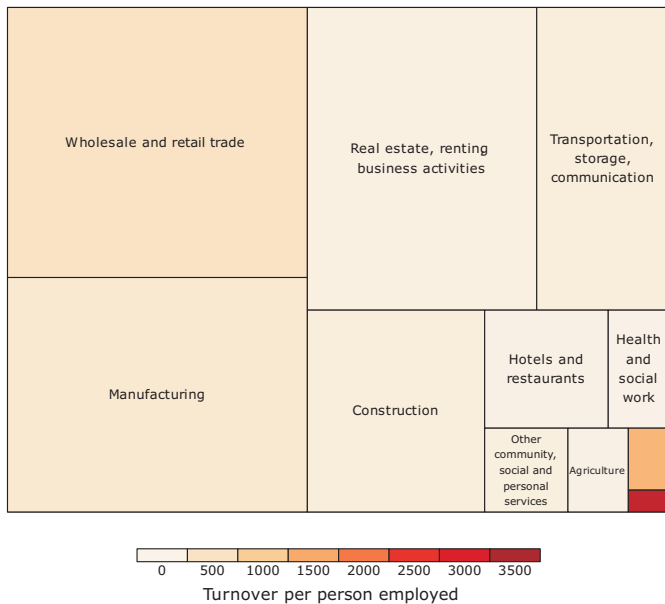 Wholesale and retail trade
Real estate, renting
business activities
Transportation,
storage,
communication
Manufacturing
Construction
Hotels and
restaurants
Health
and
social
work
Other
community,
social and
personal
services
Agriculture
0 500 1000 1500 2000 2500 3000 3500
Turnover per person employed